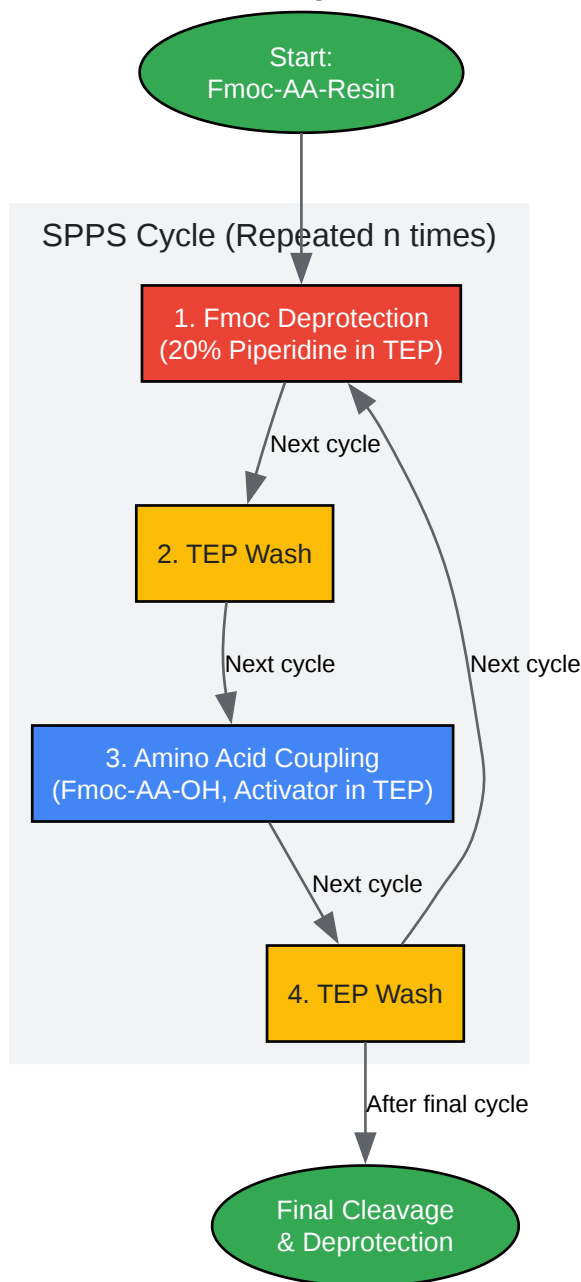 Start:
Fmoc-AA-Resin
SPPS Cycle (Repeated n times)
1. Fmoc Deprotection
(20% Piperidine in TEP)
Next cycle
2. TEP Wash
Next cycle
Next cycle
3. Amino Acid Coupling
(Fmoc-AA-OH, Activator in TEP)
Next cycle
4. TEP Wash
After final cycle
Final Cleavage
& Deprotection